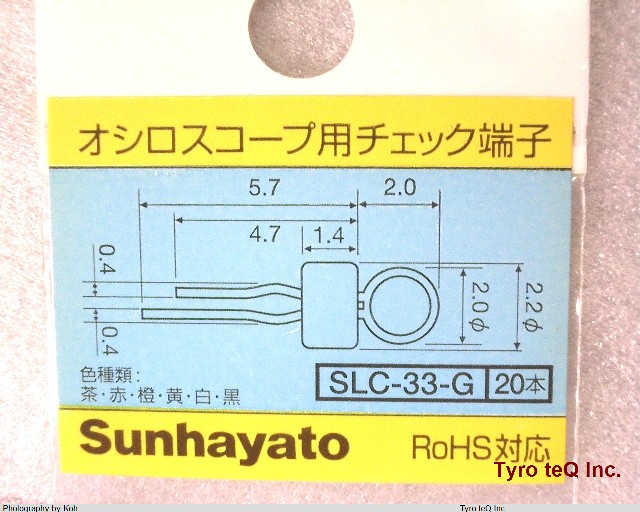 オシロスコープ用チェック端子
5.7 2.0
4.7 1.4
0.4
2.0φ 2.2φ
0.4
色種類:
茶・赤・橙・黄・白・黒
SLC-33-G 20本
Sunhayato RoHS対応
Tyro teQ Inc.
Photography by Koh Tyro teQ Inc